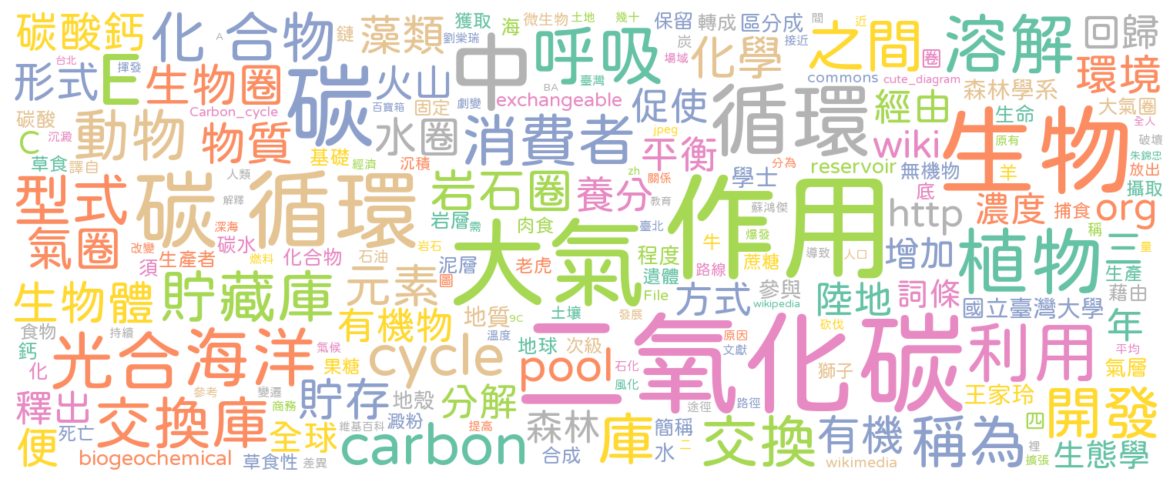 碳酸鈣 化 合物 鏈 藻類 獲取 海 微生物 土地 幾十 保留 轉成 區分成 間 近 之間 圈 溶解 回歸
台北 A 劉業瑞 呼吸 炭 接近 化學
形式 E 揮發 生物圈 碳 火山 中 臺灣 場域 commons cute_diagram 森林學系 環境
Carbon_cycle 百寶箱 固定 劇變 BA exchangeable 促使 循環 經由 生命 大氣圈
碳酸 沉澱 C 動物 物質 水圈 消費者 jpeg 平衡 wiki 原有 全人 破壞
草食 譯自 基礎 經濟 沉積 zh 分為 reservoir 無機物 生物 朱錦忠 放出
型式 碳循環 人類 解釋 岩石圈 養分 關係 教育 學士 作用 羊 底 攝取
氣圈 深海 岩層 需 肉食 臺北 蘇鴻傑 http 濃度 捕食 org
改變 碳水 化合物 岩石 大氣 程度 牛 爆發 導致 人口 增加 植物 三 稱 量
生產者 燃料 須 石油 圖 泥層 老虎 遺體 路線 蔗糖 生產
生物體 貯藏庫 元素 File 方式 參與 wikipedia 陸地 詞條 國立臺灣大學 藉由
食物 持續 有機物 地質 溫度 9C 土壤 發展 砍伐 年
鈣 化 光合 海洋 氣候 果糖 cycle 地球 次級 pool 石化 風化 原因 文獻 二氧化碳 獅子 利用 平均 氣層
釋出 參考 變遷 商務 貯存 地殼 途徑 路徑 王家玲 四 開發
便 死亡 交換庫 全球 維基百科 澱粉 提高 分解 森林 庫 簡稱 交換 有機 稱為 裡
biogeochemical 草食性 差異 carbon 合成 水 二 wikimedia 擴張 生態學